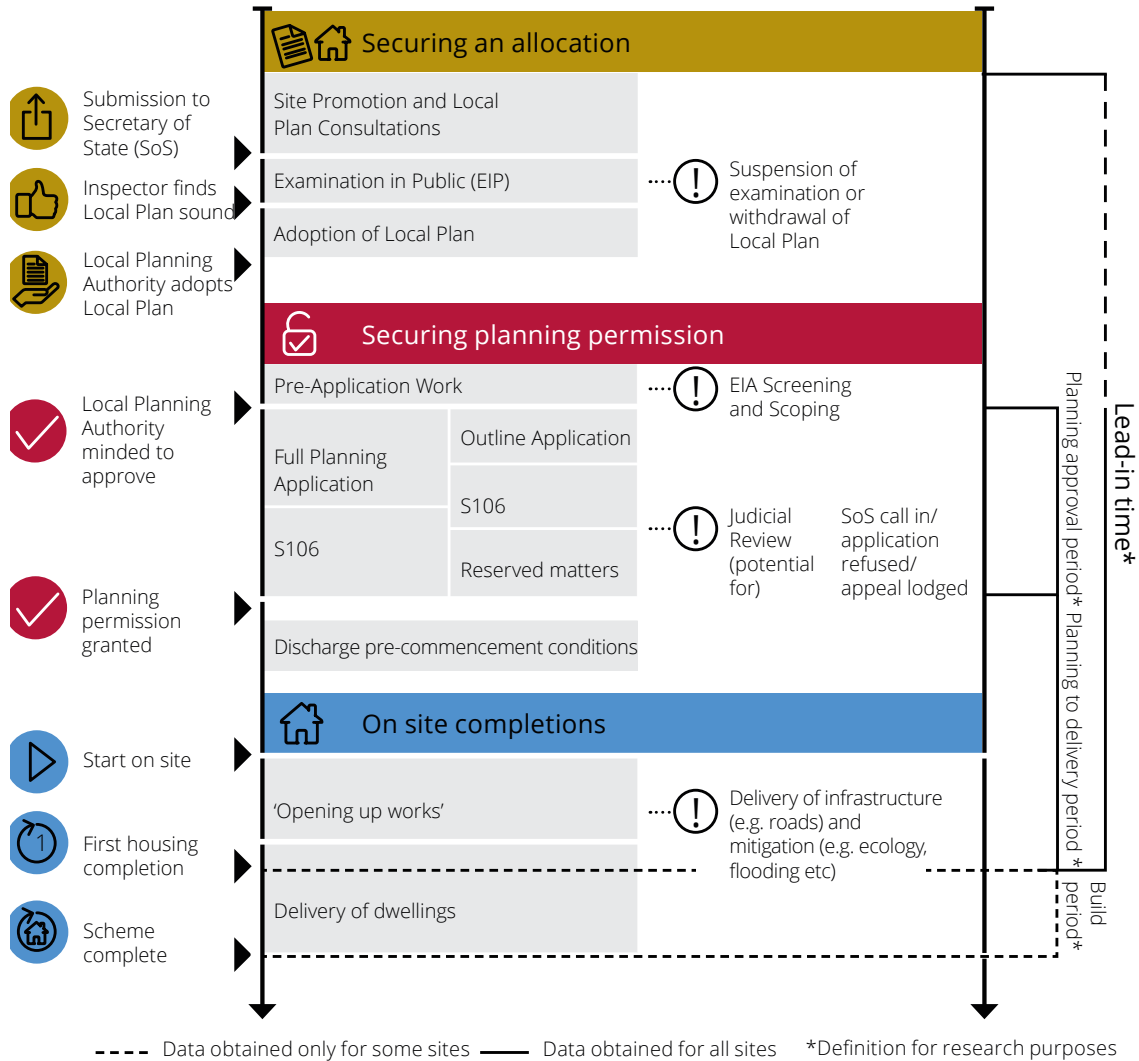 Securing an allocation
Submission to
Secretary of
State (SoS)
Site Promotion and Local
Plan Consultations
Inspector finds
Local Plan sound
Examination in Public (EIP)
!
Suspension of
examination or
withdrawal of
Local Plan
Adoption of Local Plan
Local Planning
Authority adopts
Local Plan
Securing planning permission
Pre-Application Work
!
EIA Screening
and Scoping
Local Planning
Authority
minded to
approve
Full Planning
Application
Outline Application
S106
S106
Reserved matters
!
Judicial
Review
(potential
for)
SoS call in/
application
refused/
appeal lodged
Planning
permission
granted
Discharge pre-commencement conditions
Planning approval period* Planning to delivery period *
Lead-in time*
On site completions
Start on site
'Opening up works'
!
Delivery of infrastructure
(e.g. roads) and
mitigation (e.g. ecology,
flooding etc)
1
First housing
completion
Delivery of dwellings
Build
period*
Scheme
complete
Data obtained only for some sites
Data obtained for all sites
*Definition for research purposes